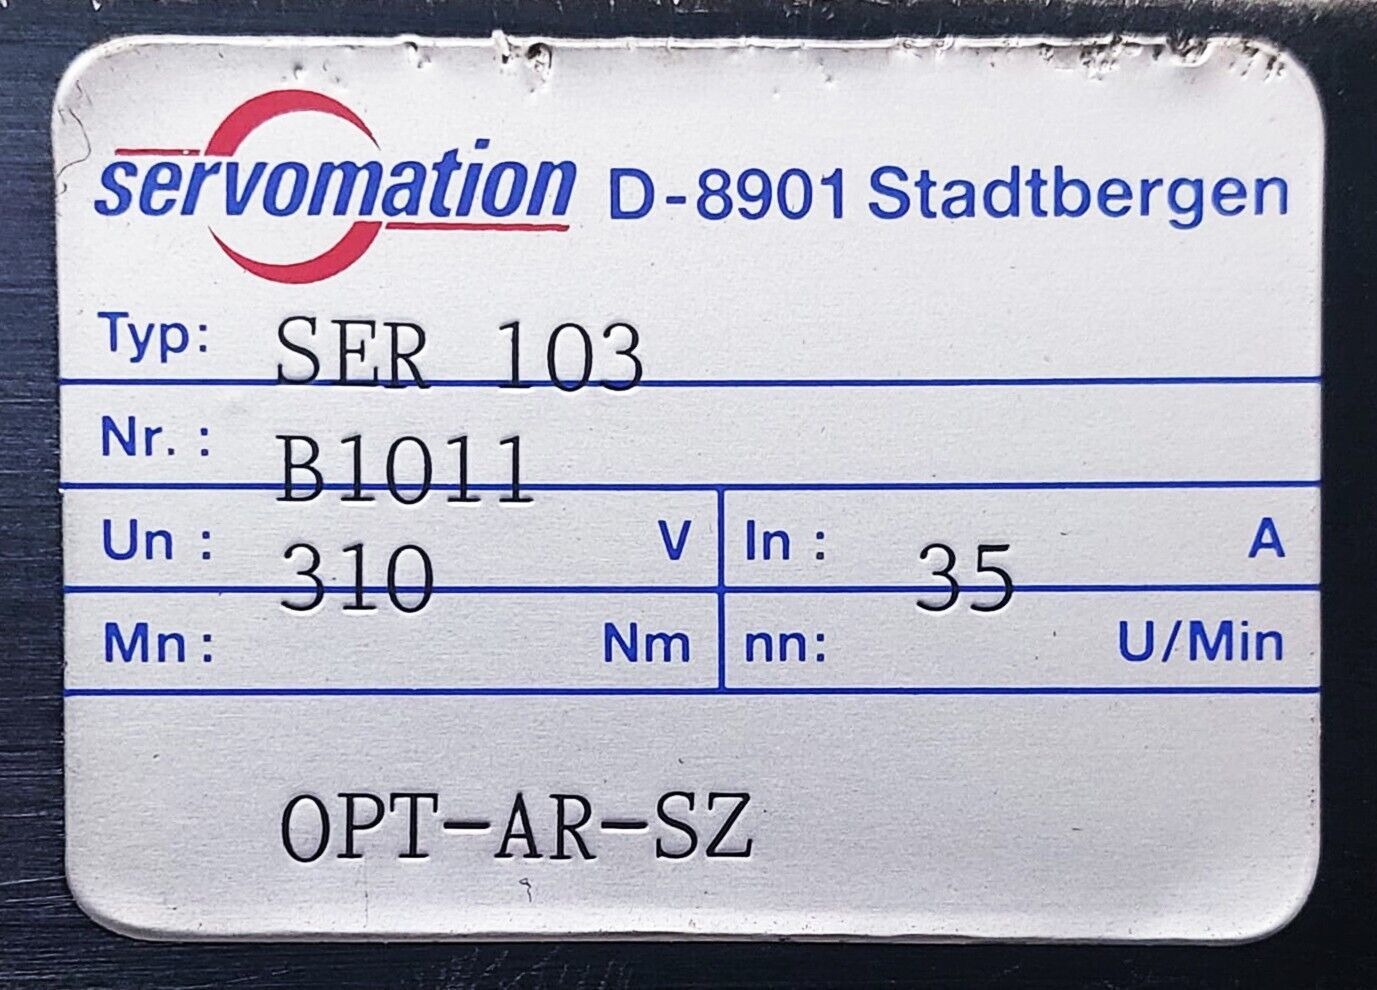 servomation D-8901 Stadtbergen
Typ: SER 103
Nr. : B1011
Un : 310 V In : 35 A
Mn : Nm nn: U/Min
OPT-AR-SZ